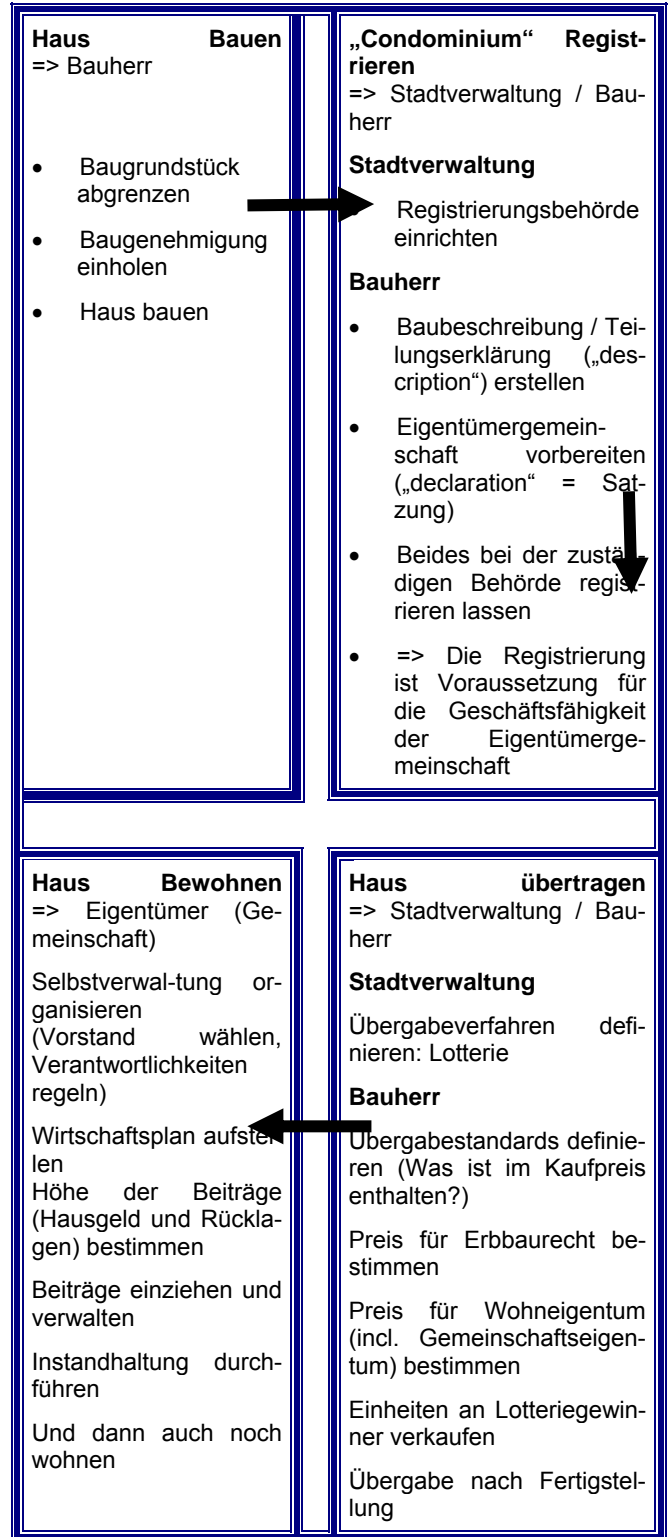 Haus Bauen
=> Bauherr
• Baugrundstück
abgrenzen
• Baugenehmigung
einholen
• Haus bauen
„Condominium“ Regist-
rieren
=> Stadtverwaltung / Bau-
herr
Stadtverwaltung
• Registrierungsbehörde
einrichten
Bauherr
• Baubeschreibung / Tei-
lungserklärung („des-
cription“) erstellen
• Eigentümergemein-
schaft vorbereiten
(„declaration“ = Sat-
zung)
• Beides bei der zustän-
digen Behörde regist-
rieren lassen
• => Die Registrierung
ist Voraussetzung für
die Geschäftsfähigkeit
der Eigentümerge-
meinschaft
Haus übertragen
=> Stadtverwaltung / Bau-
herr
Stadtverwaltung
Übergabeverfahren defi-
nieren: Lotterie
Bauherr
Übergabestandards definie-
ren (Was ist im Kaufpreis
enthalten?)
Preis für Erbbaurecht be-
stimmen
Preis für Wohneigentum
(incl. Gemeinschaftseigen-
tum) bestimmen
Einheiten an Lotteriegewin-
ner verkaufen
Übergabe nach Fertigstel-
lung
Haus Bewohnen
=> Eigentümer (Ge-
meinschaft)
Selbstverwal-tung or-
ganisieren
(Vorstand wählen,
Verantwortlichkeiten
regeln)
Wirtschaftsplan aufstel-
len
Höhe der Beiträge
(Hausgeld und Rückla-
gen) bestimmen
Beiträge einziehen und
verwalten
Instandhaltung durch-
führen
Und dann auch noch
wohnen